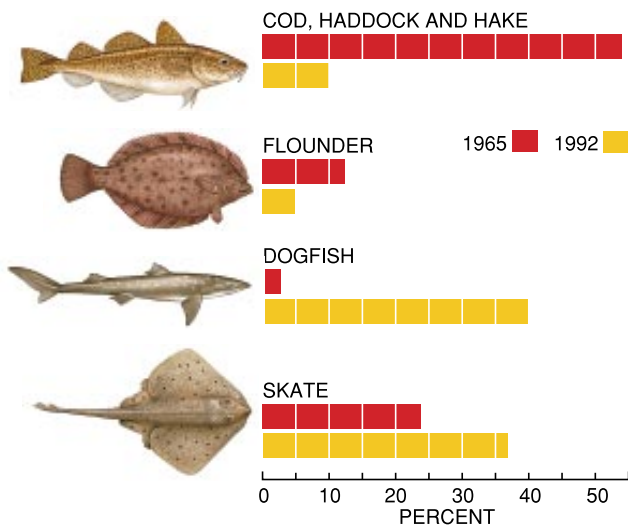 COD, HADDOCK AND HAKE
FLOUNDER
1965 1992
DOGFISH
SKATE
0 10 20 30 40 50
PERCENT